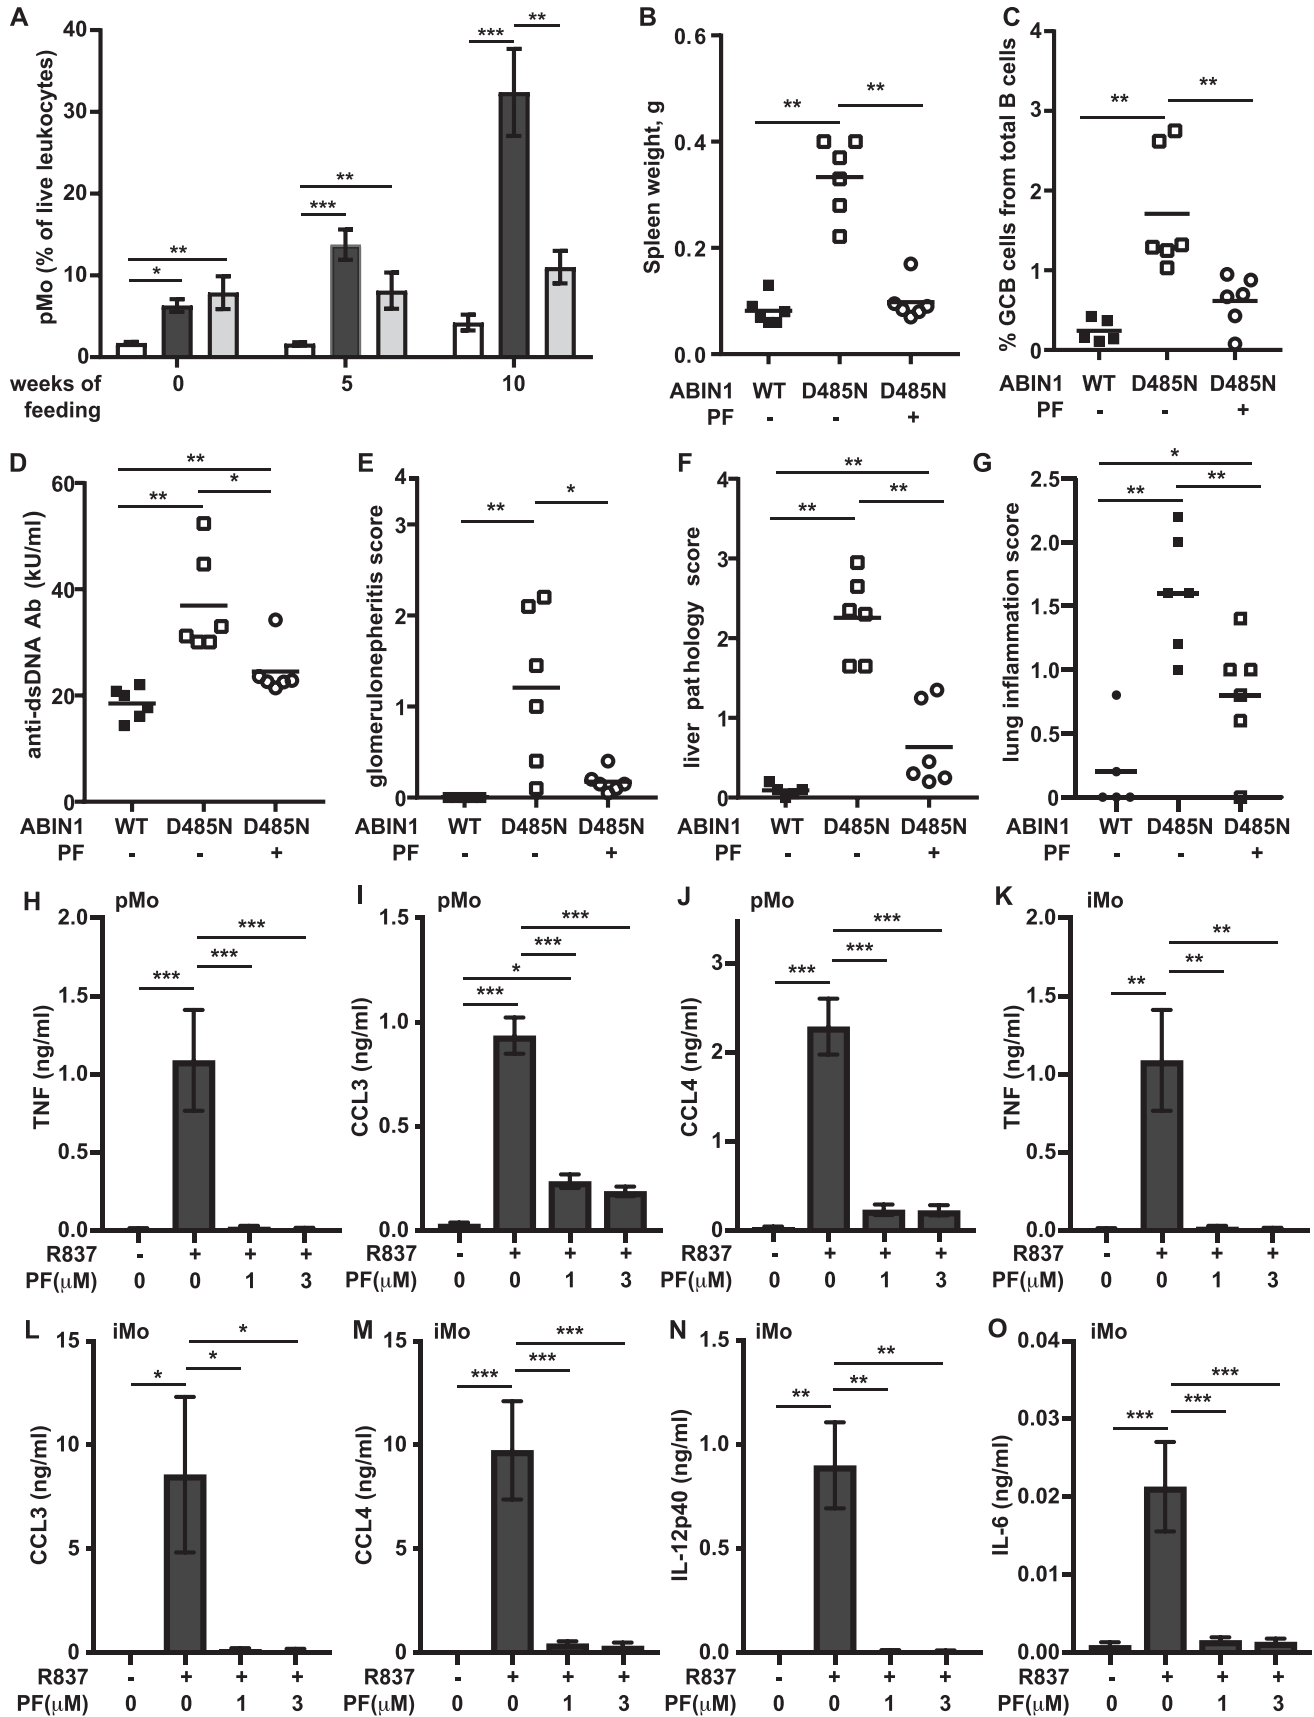 A
pMo (% of live leukocytes)
40
30
20
10
0
*
**
***
**
***
**
0 5 10
weeks of
feeding
B
Spleen weight, g
0.6
0.4
0.2
0.0
**
**
ABIN1 WT D485N D485N
PF - - +
C
% GCB cells from total B cells
4
3
2
1
0
**
**
ABIN1 WT D485N D485N
PF - - +
D
anti-dsDNA Ab (kU/ml)
60
40
20
0
**
**
*
ABIN1 WT D485N D485N
PF - - +
E
glomerulonepheritis score
4
3
2
1
0
**
*
ABIN1 WT D485N D485N
PF - - +
F
liver pathology score
4
3
2
1
0
**
**
**
ABIN1 WT D485N D485N
PF - - +
G
lung inflammation score
2.5
2.0
1.5
1.0
0.5
0
*
**
**
ABIN1 WT D485N D485N
PF - - +
H
pMo
TNF (ng/ml)
2.0
1.5
1.0
0.5
0.0
***
***
***
R837 - + + +
PF(μM) 0 0 1 3
I
pMo
CCL3 (ng/ml)
1.5
1.0
0.5
0.0
***
***
*
***
R837 - + + +
PF(μM) 0 0 1 3
J
pMo
CCL4 (ng/ml)
3
2
1
0
***
***
***
R837 - + + +
PF(μM) 0 0 1 3
K
iMo
TNF (ng/ml)
2.0
1.5
1.0
0.5
0.0
**
**
**
R837 - + + +
PF(μM) 0 0 1 3
L
iMo
CCL3 (ng/ml)
15
10
5
0
*
*
*
R837 - + + +
PF(μM) 0 0 1 3
M
iMo
CCL4 (ng/ml)
15
10
5
0
***
***
***
R837 - + + +
PF(μM) 0 0 1 3
N
iMo
IL-12p40 (ng/ml)
1.5
1.0
0.5
0.0
**
**
**
R837 - + + +
PF(μM) 0 0 1 3
O
iMo
IL-6 (ng/ml)
0.04
0.03
0.02
0.01
0.00
***
***
***
R837 - + + +
PF(μM) 0 0 1 3